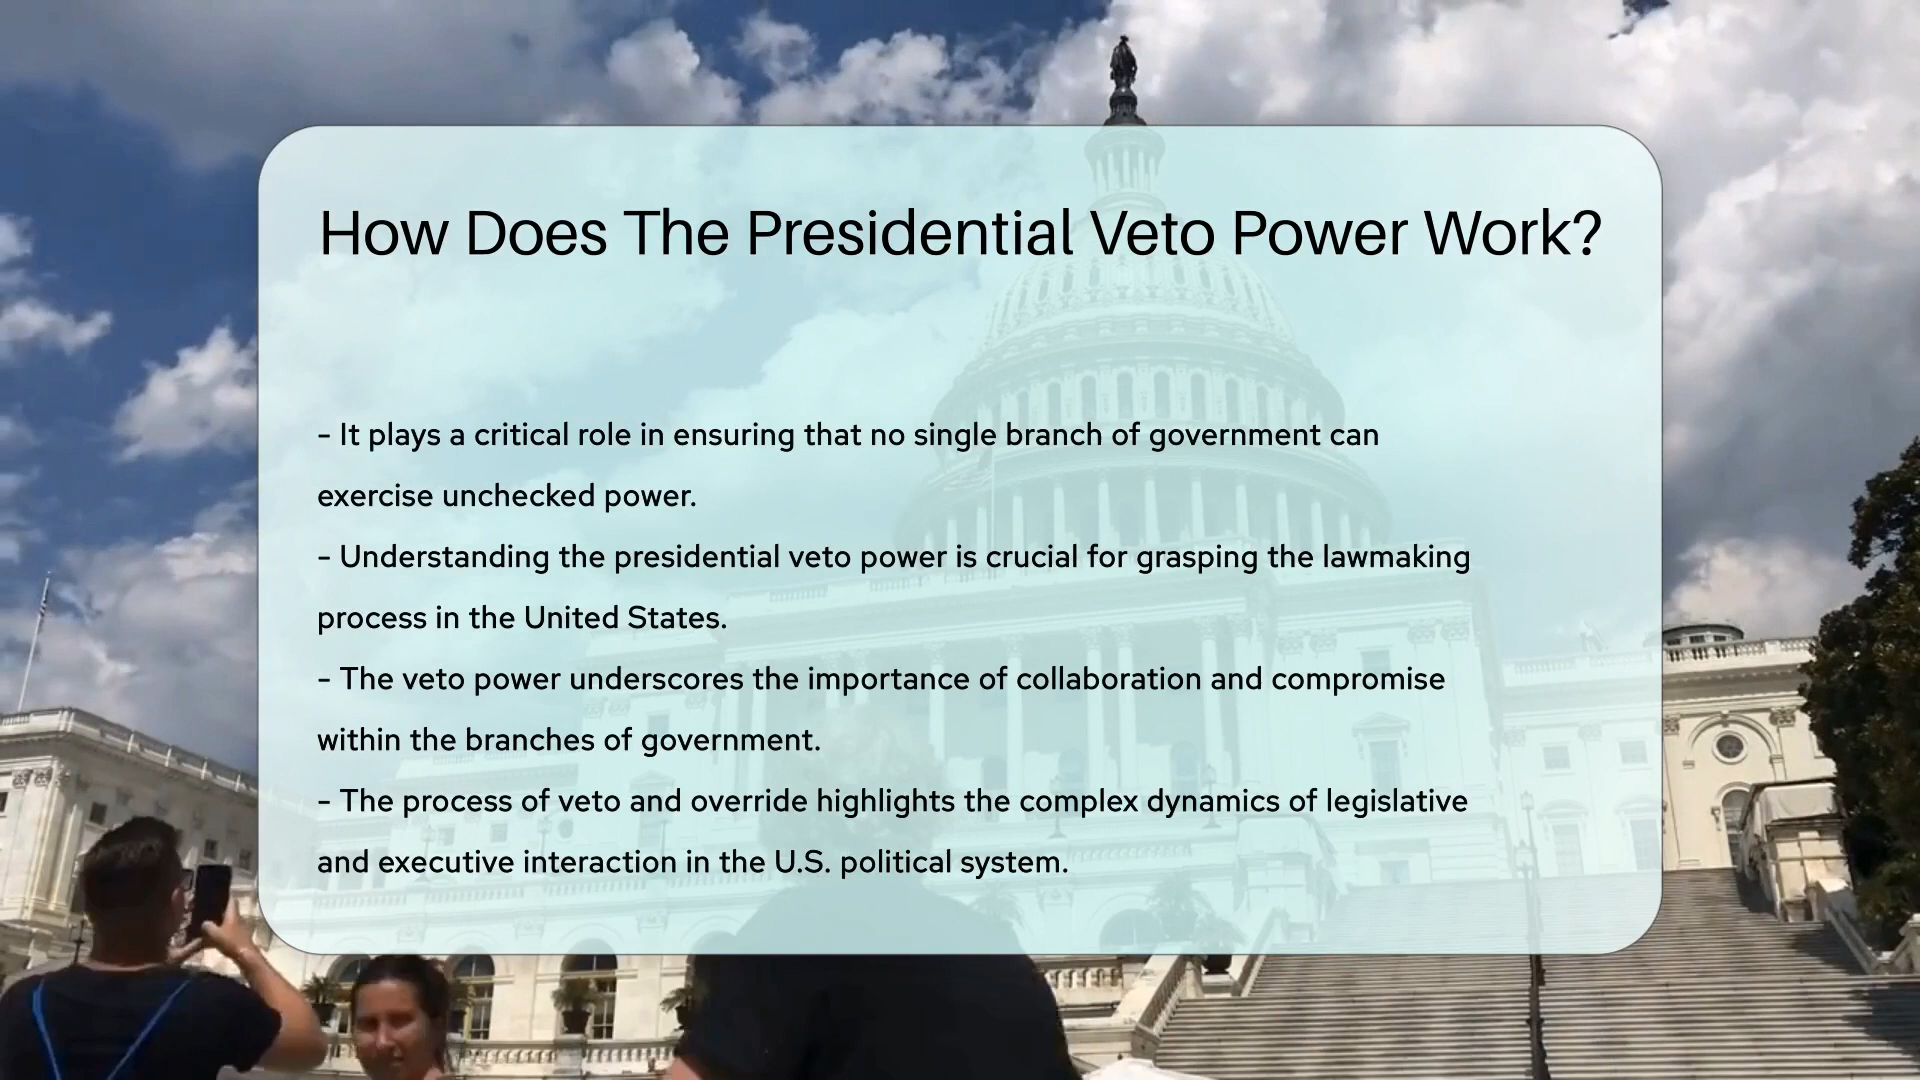 How Does The Presidential Veto Power Work?
- It plays a critical role in ensuring that no single branch of government can
exercise unchecked power.
- Understanding the presidential veto power is crucial for grasping the lawmaking
process in the United States.
- The veto power underscores the importance of collaboration and compromise
within the branches of government.
- The process of veto and override highlights the complex dynamics of legislative
and executive interaction in the U.S. political system.